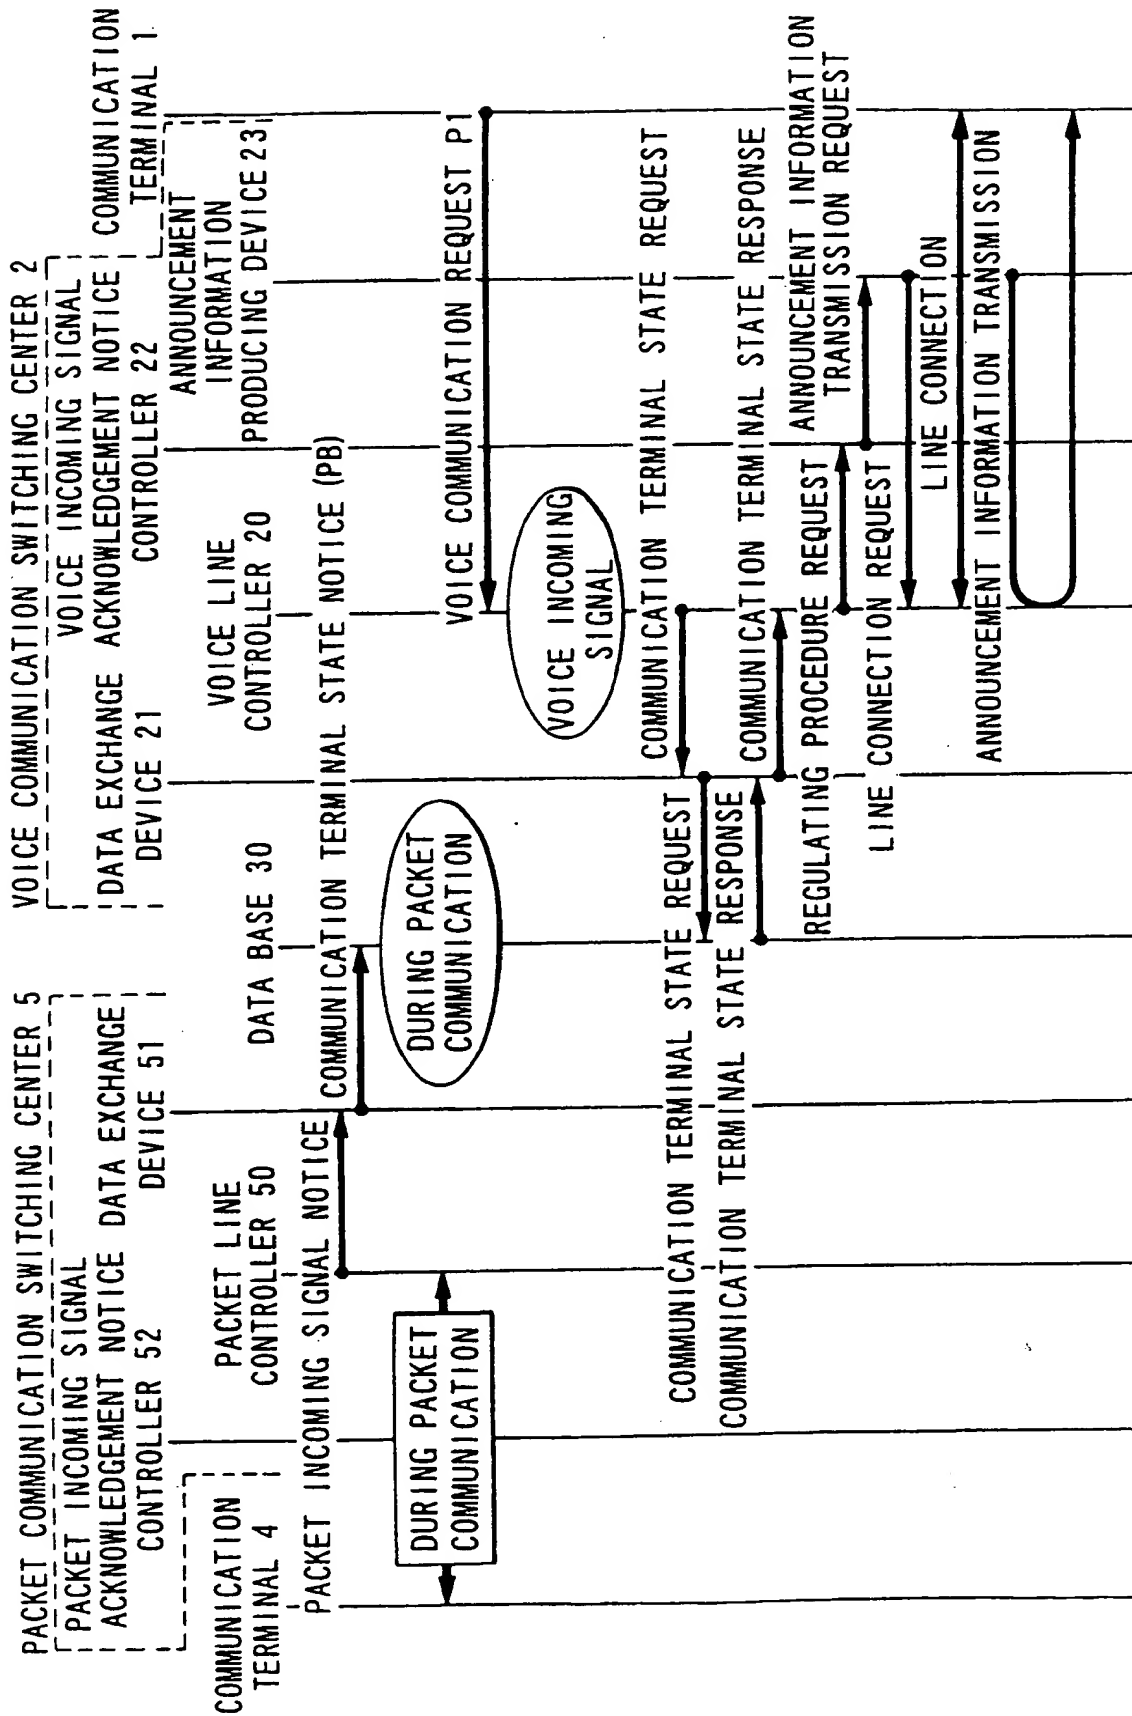 PACKET COMMUNICATION SWITCHING CENTER 5
PACKET INCOMING SIGNAL
ACKNOWLEDGEMENT NOTICE
CONTROLLER 52
DATA EXCHANGE
DEVICE 51
COMMUNICATION
TERMINAL 4
PACKET LINE
CONTROLLER 50
DATA BASE 30
VOICE COMMUNICATION SWITCHING CENTER 2
DATA EXCHANGE
DEVICE 21
VOICE INCOMING SIGNAL
ACKNOWLEDGEMENT NOTICE
CONTROLLER 22
VOICE LINE
CONTROLLER 20
ANNOUNCEMENT
INFORMATION
PRODUCING DEVICE 23
COMMUNICATION
TERMINAL 1
PACKET INCOMING SIGNAL NOTICE
COMMUNICATION TERMINAL STATE NOTICE (PB)
DURING PACKET
COMMUNICATION
DURING PACKET
COMMUNICATION
VOICE COMMUNICATION REQUEST P1
VOICE INCOMING
SIGNAL
COMMUNICATION TERMINAL STATE REQUEST
COMMUNICATION TERMINAL STATE REQUEST
COMMUNICATION TERMINAL STATE RESPONSE
COMMUNICATION TERMINAL STATE RESPONSE
REGULATING PROCEDURE REQUEST
ANNOUNCEMENT INFORMATION
TRANSMISSION REQUEST
LINE CONNECTION REQUEST
LINE CONNECTION
ANNOUNCEMENT INFORMATION TRANSMISSION